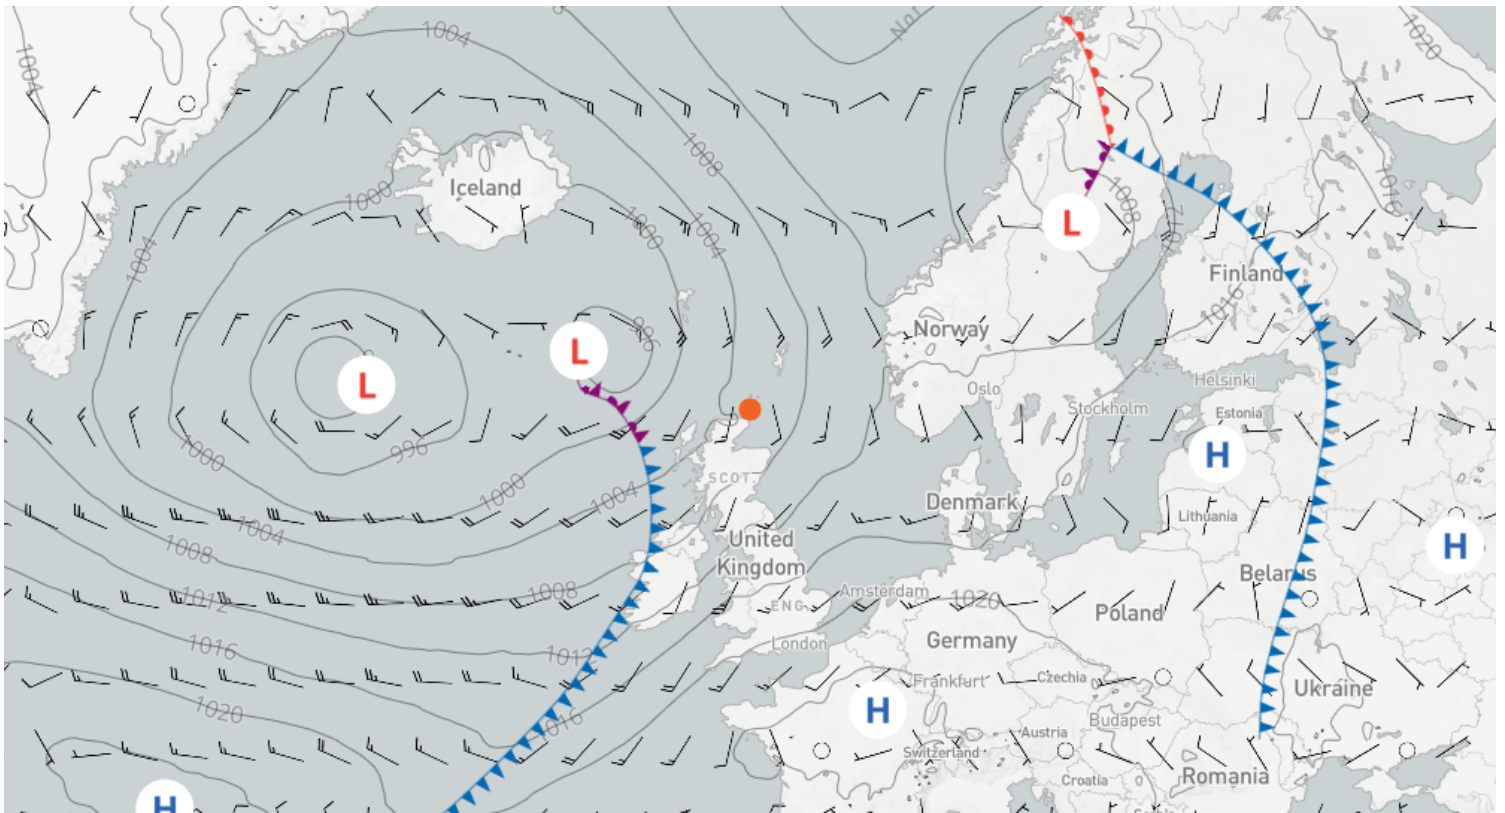 1004
Not
1020
1004
1008
Iceland
1016
1000
1008
L
1000
1004
1012
1004
Finland
1016
Norway
996
L
L
Helsinki
Oslo
Estonia
Stockholm
996
H
1000
SCOT.
1000
1004
Denmark
Lithuania
1004
United
Kingdom
H
1008
Belarus
1008
Amsterdam
1020
1012
ENG.
Poland
Germany
London
1016
1012
Frankfurt
Czechia
Ukraine
1020
H
1016
Budapest
Austria
Switzerland
Romania
Croatia
H